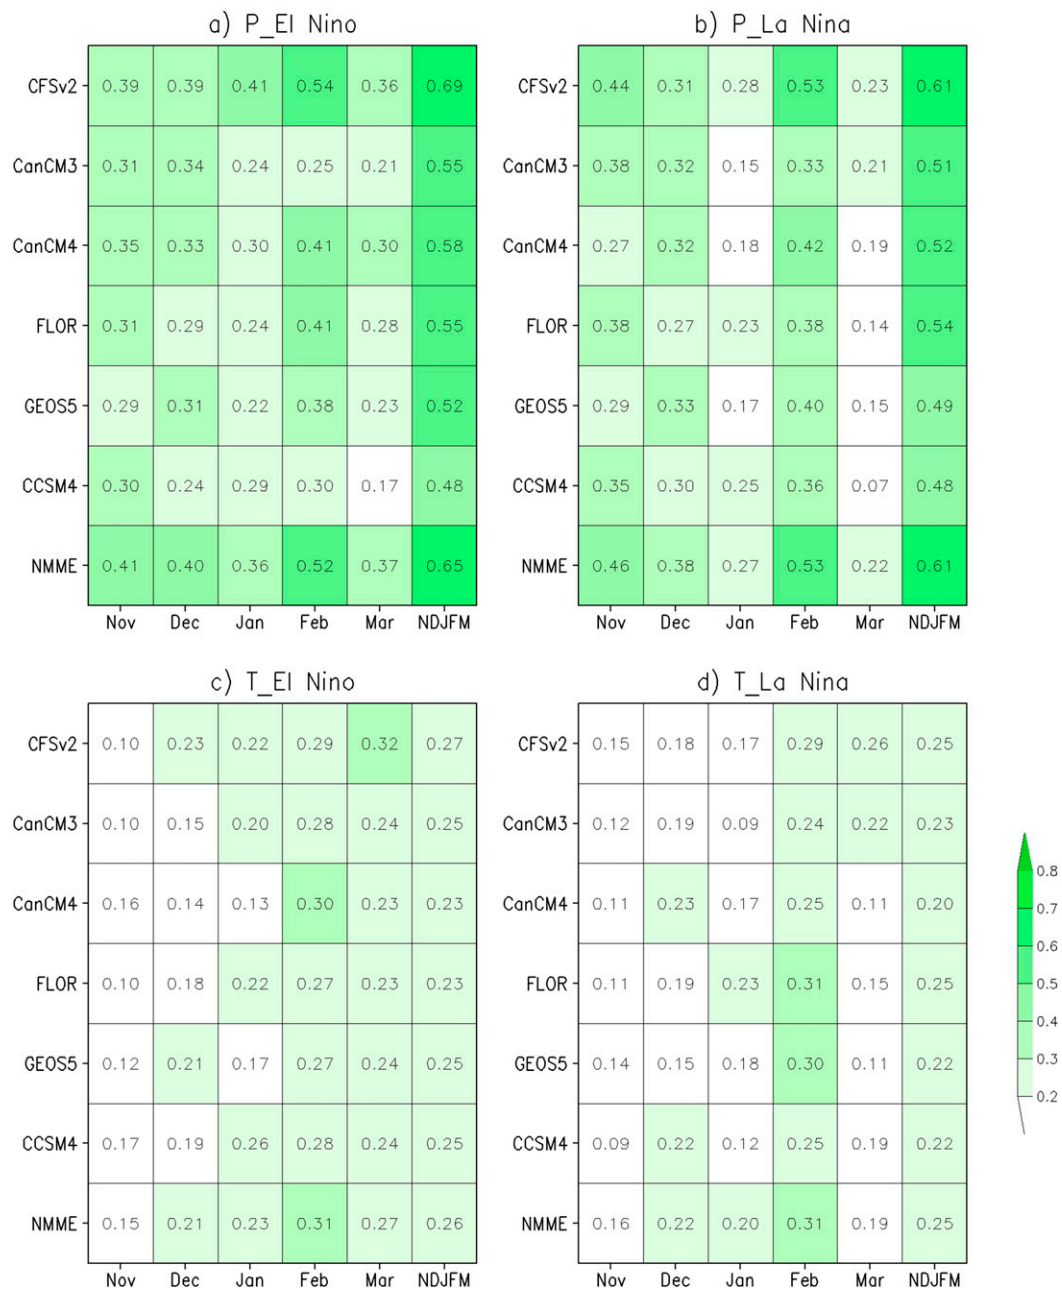 a) P_El Nino
b) P_La Nina
CFSv2 0.39 0.39 0.41 0.54 0.36 0.69
CanCM3 0.31 0.34 0.24 0.25 0.21 0.55
CanCM4 0.35 0.33 0.30 0.41 0.30 0.58
FLOR 0.31 0.29 0.24 0.41 0.28 0.55
GEOS5 0.29 0.31 0.22 0.38 0.23 0.52
CCSM4 0.30 0.24 0.29 0.30 0.17 0.48
NMME 0.41 0.40 0.36 0.52 0.37 0.65
Nov Dec Jan Feb Mar NDJFM
CFSv2 0.44 0.31 0.28 0.53 0.23 0.61
CanCM3 0.38 0.32 0.15 0.33 0.21 0.51
CanCM4 0.27 0.32 0.18 0.42 0.19 0.52
FLOR 0.38 0.27 0.23 0.38 0.14 0.54
GEOS5 0.29 0.33 0.17 0.40 0.15 0.49
CCSM4 0.35 0.30 0.25 0.36 0.07 0.48
NMME 0.46 0.38 0.27 0.53 0.22 0.61
Nov Dec Jan Feb Mar NDJFM
c) T_El Nino
d) T_La Nina
CFSv2 0.10 0.23 0.22 0.29 0.32 0.27
CanCM3 0.10 0.15 0.20 0.28 0.24 0.25
CanCM4 0.16 0.14 0.13 0.30 0.23 0.23
FLOR 0.10 0.18 0.22 0.27 0.23 0.23
GEOS5 0.12 0.21 0.17 0.27 0.24 0.25
CCSM4 0.17 0.19 0.26 0.28 0.24 0.25
NMME 0.15 0.21 0.23 0.31 0.27 0.26
Nov Dec Jan Feb Mar NDJFM
CFSv2 0.15 0.18 0.17 0.29 0.26 0.25
CanCM3 0.12 0.19 0.09 0.24 0.22 0.23
CanCM4 0.11 0.23 0.17 0.25 0.11 0.20
FLOR 0.11 0.19 0.23 0.31 0.15 0.25
GEOS5 0.14 0.15 0.18 0.30 0.11 0.22
CCSM4 0.09 0.22 0.12 0.25 0.19 0.22
NMME 0.16 0.22 0.20 0.31 0.19 0.25
Nov Dec Jan Feb Mar NDJFM
0.8
0.7
0.6
0.5
0.4
0.3
0.2